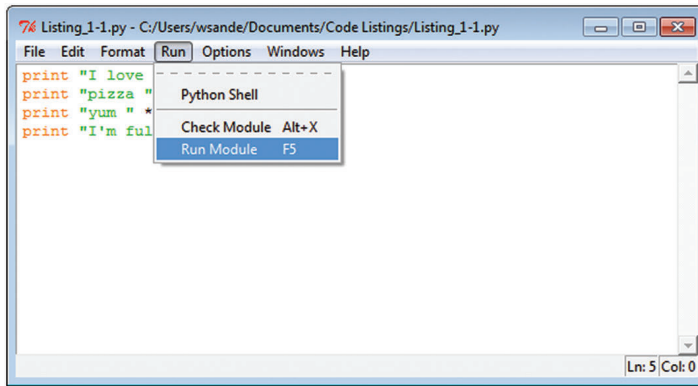 7% Listing_1-1.py - C:/Users/wsande/Documents/Code Listings/Listing_1-1.py
File Edit Format Run Options Windows Help
print "I love
print "pizza "
print "yum " *
print "I'm ful
Python Shell
Check Module Alt+X
Run Module F5
Ln: 5 Col: 0